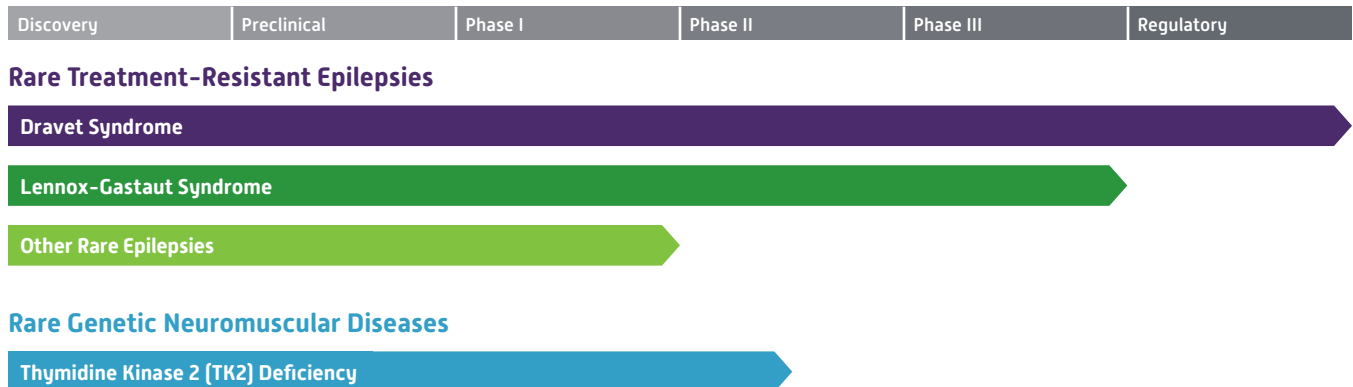 Discovery Preclinical Phase I Phase II Phase III Regulatory
Rare Treatment-Resistant Epilepsies
Dravet Syndrome
Lennox-Gastaut Syndrome
Other Rare Epilepsies
Rare Genetic Neuromuscular Diseases
Thymidine Kinase 2 (TK2) Deficiency